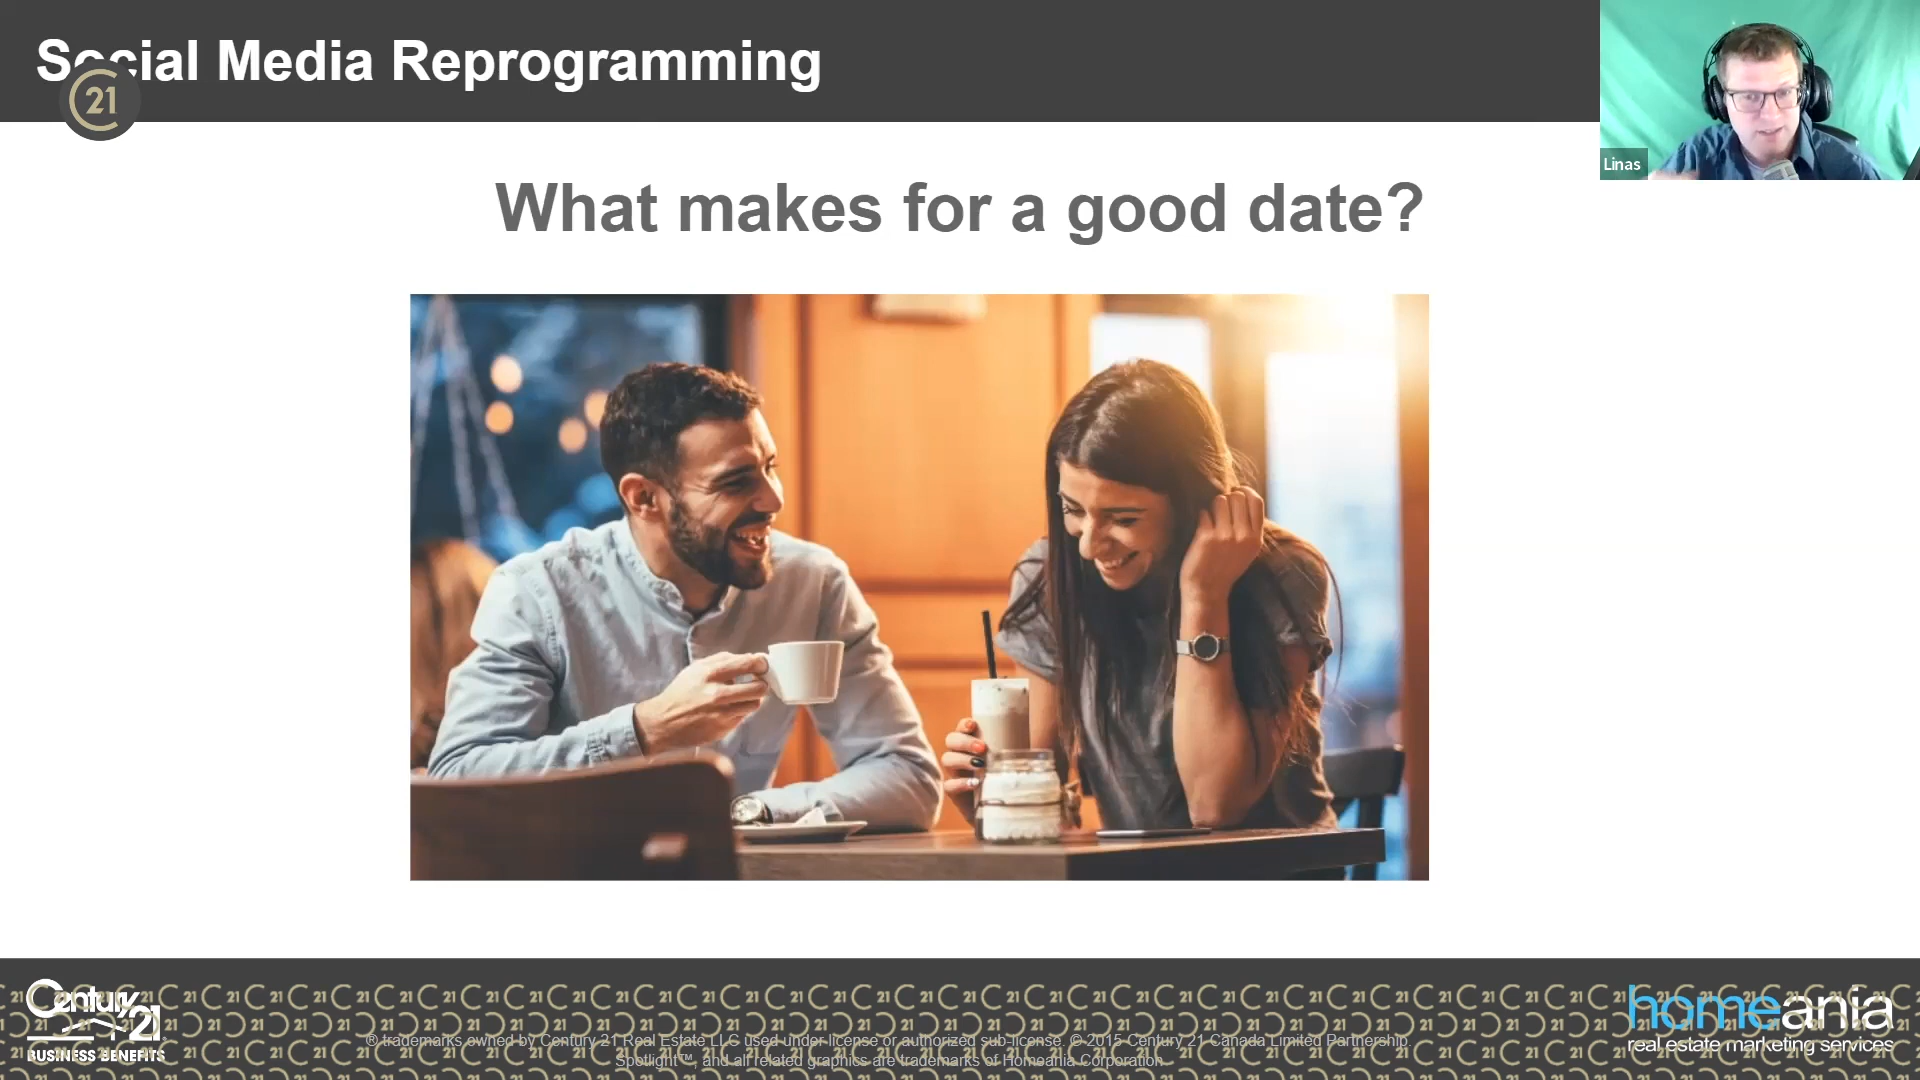 Social Media Reprogramming
21
Linas
What makes for a good date?
Century 21
BUSINESS BENEFITS
® trademarks owned by Century 21 Real Estate LLC used under license or authorized sub-license. © 2015 Century 21 Canada Limited Partnership.
Spotlight™, and all related graphics are trademarks of Homeania Corporation.
homeania
real estate marketing services